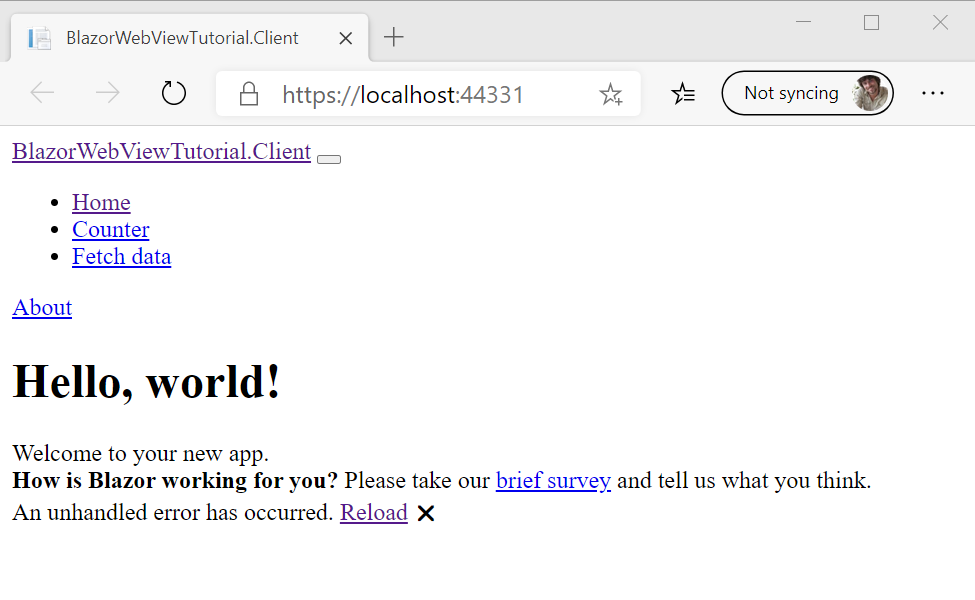 BlazorWebViewTutorial.Client
https://localhost:44331
Not syncing
BlazorWebViewTutorial.Client
Home
Counter
Fetch data
About
Hello, world!
Welcome to your new app.
How is Blazor working for you? Please take our brief survey and tell us what you think.
An unhandled error has occurred. Reload